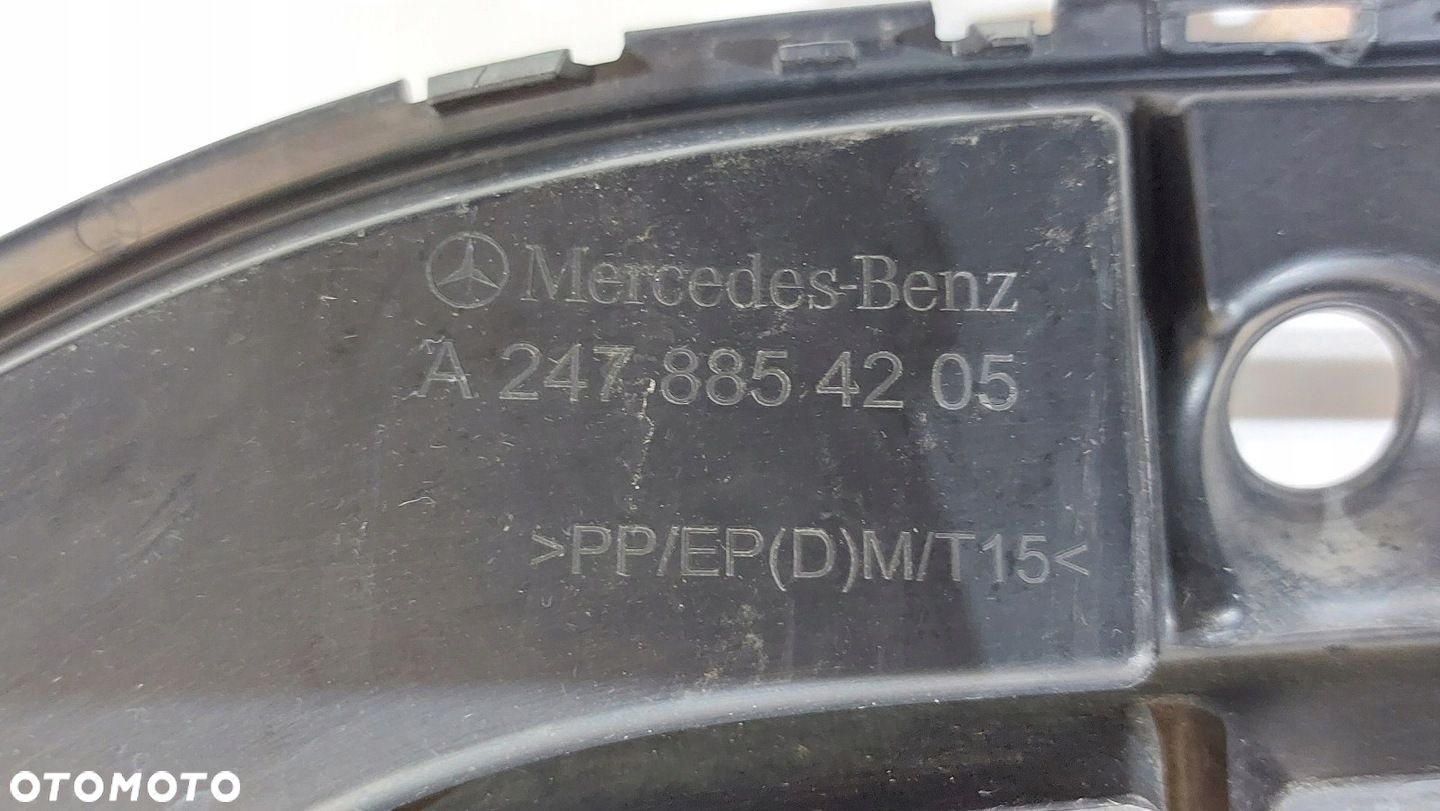 Mercedes-Benz
A 247 885 42 05
>PP/EP(D)M/T15<
OTOMOTO